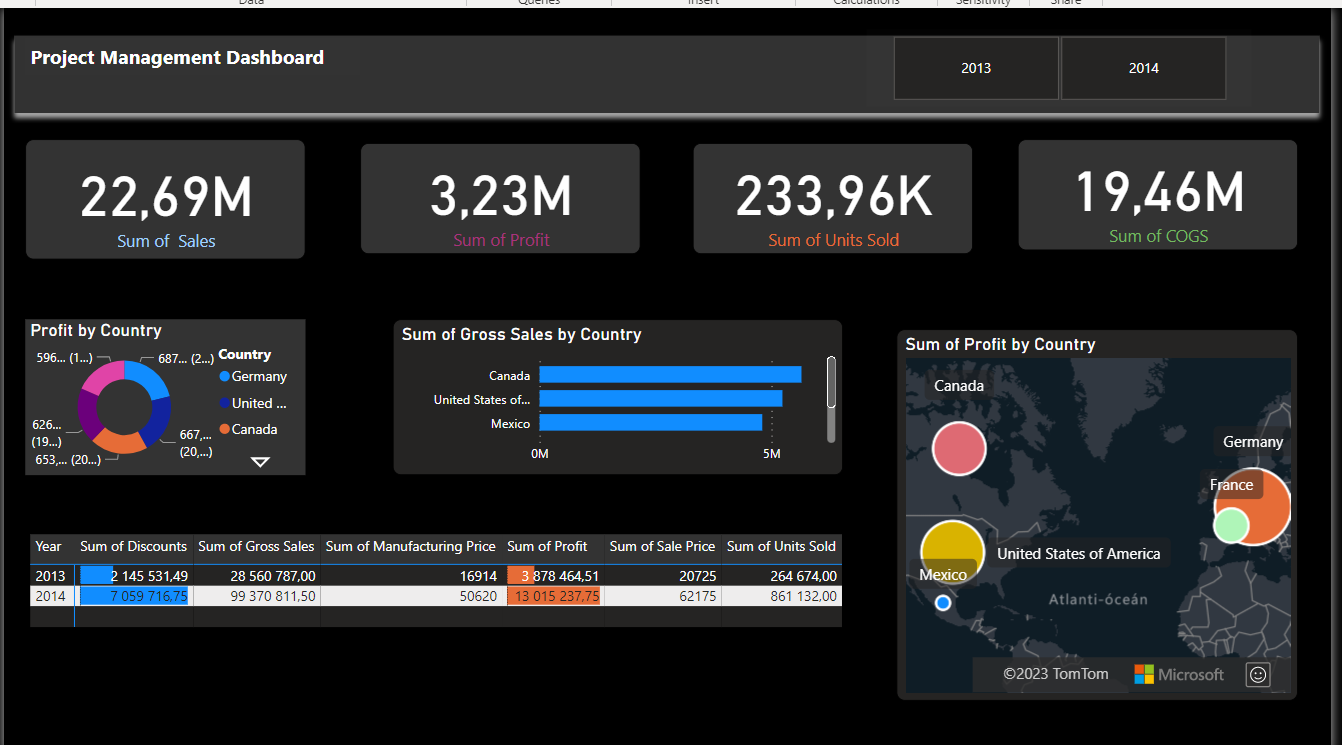 Data Queries Insert Calculations Sensitivity Share
Project Management Dashboard
2013
2014
22,69M
Sum of Sales
3,23M
Sum of Profit
233,96K
Sum of Units Sold
19,46M
Sum of COGS
Profit by Country
596... (1...)
687... (2...)
626...
(19...)
653,... (20...)
667,...
(20,...)
Country
Germany
United ...
Canada
Sum of Gross Sales by Country
Canada
United States of...
Mexico
0M 5M
Sum of Profit by Country
Canada
Germany
France
United States of America
Mexico
Atlanti-óceán
©2023 TomTom Microsoft
Year Sum of Discounts Sum of Gross Sales Sum of Manufacturing Price Sum of Profit Sum of Sale Price Sum of Units Sold
2013 2 145 531,49 28 560 787,00 16914 3 878 464,51 20725 264 674,00
2014 7 059 716,75 99 370 811,50 50620 13 015 237,75 62175 861 132,00